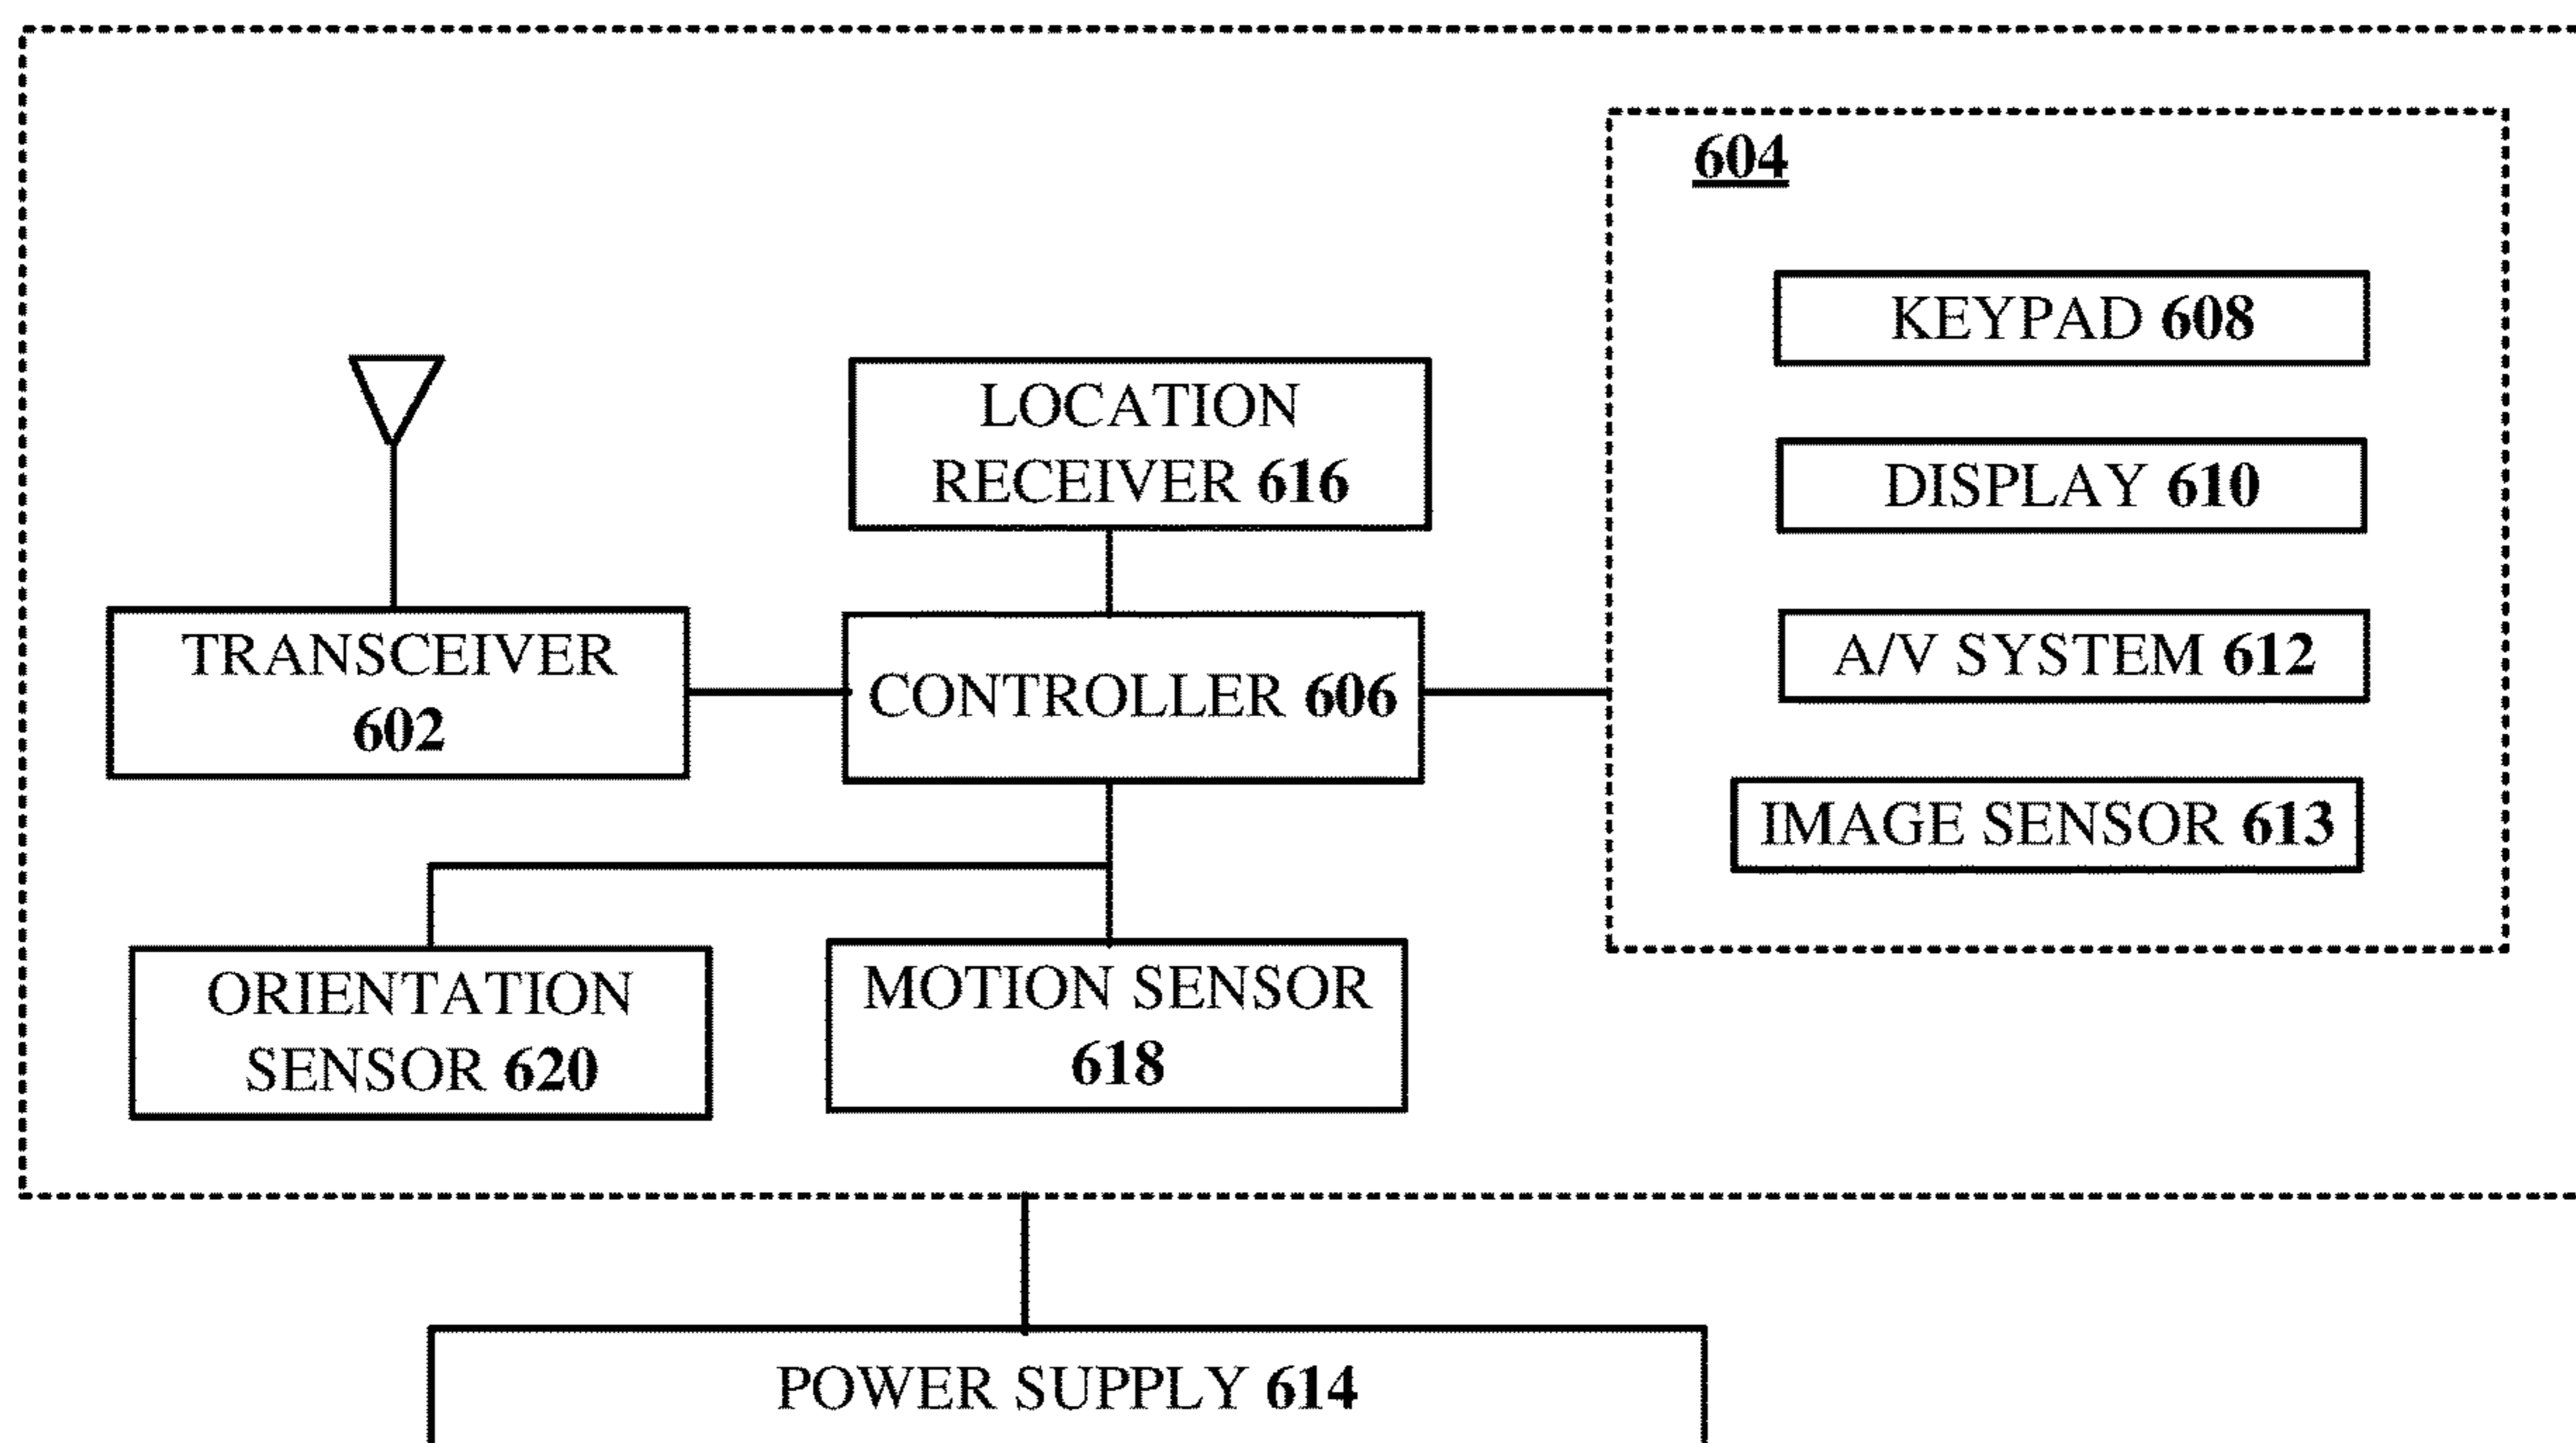 604
KEYPAD 608
LOCATION
RECEIVER 616
DISPLAY 610
TRANSCEIVER
602
CONTROLLER 606
A/V SYSTEM 612
IMAGE SENSOR 613
ORIENTATION
SENSOR 620
MOTION SENSOR
618
POWER SUPPLY 614